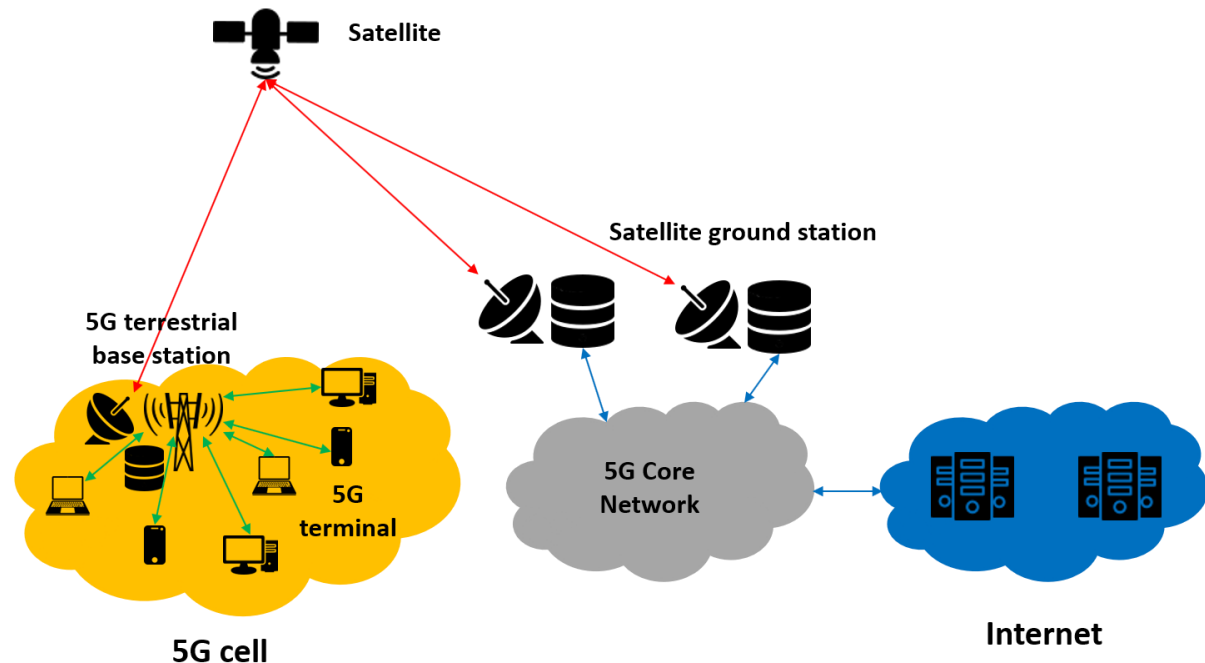 Satellite
Satellite ground station
5G terrestrial
base station
5G
terminal
5G Core
Network
5G cell
Internet